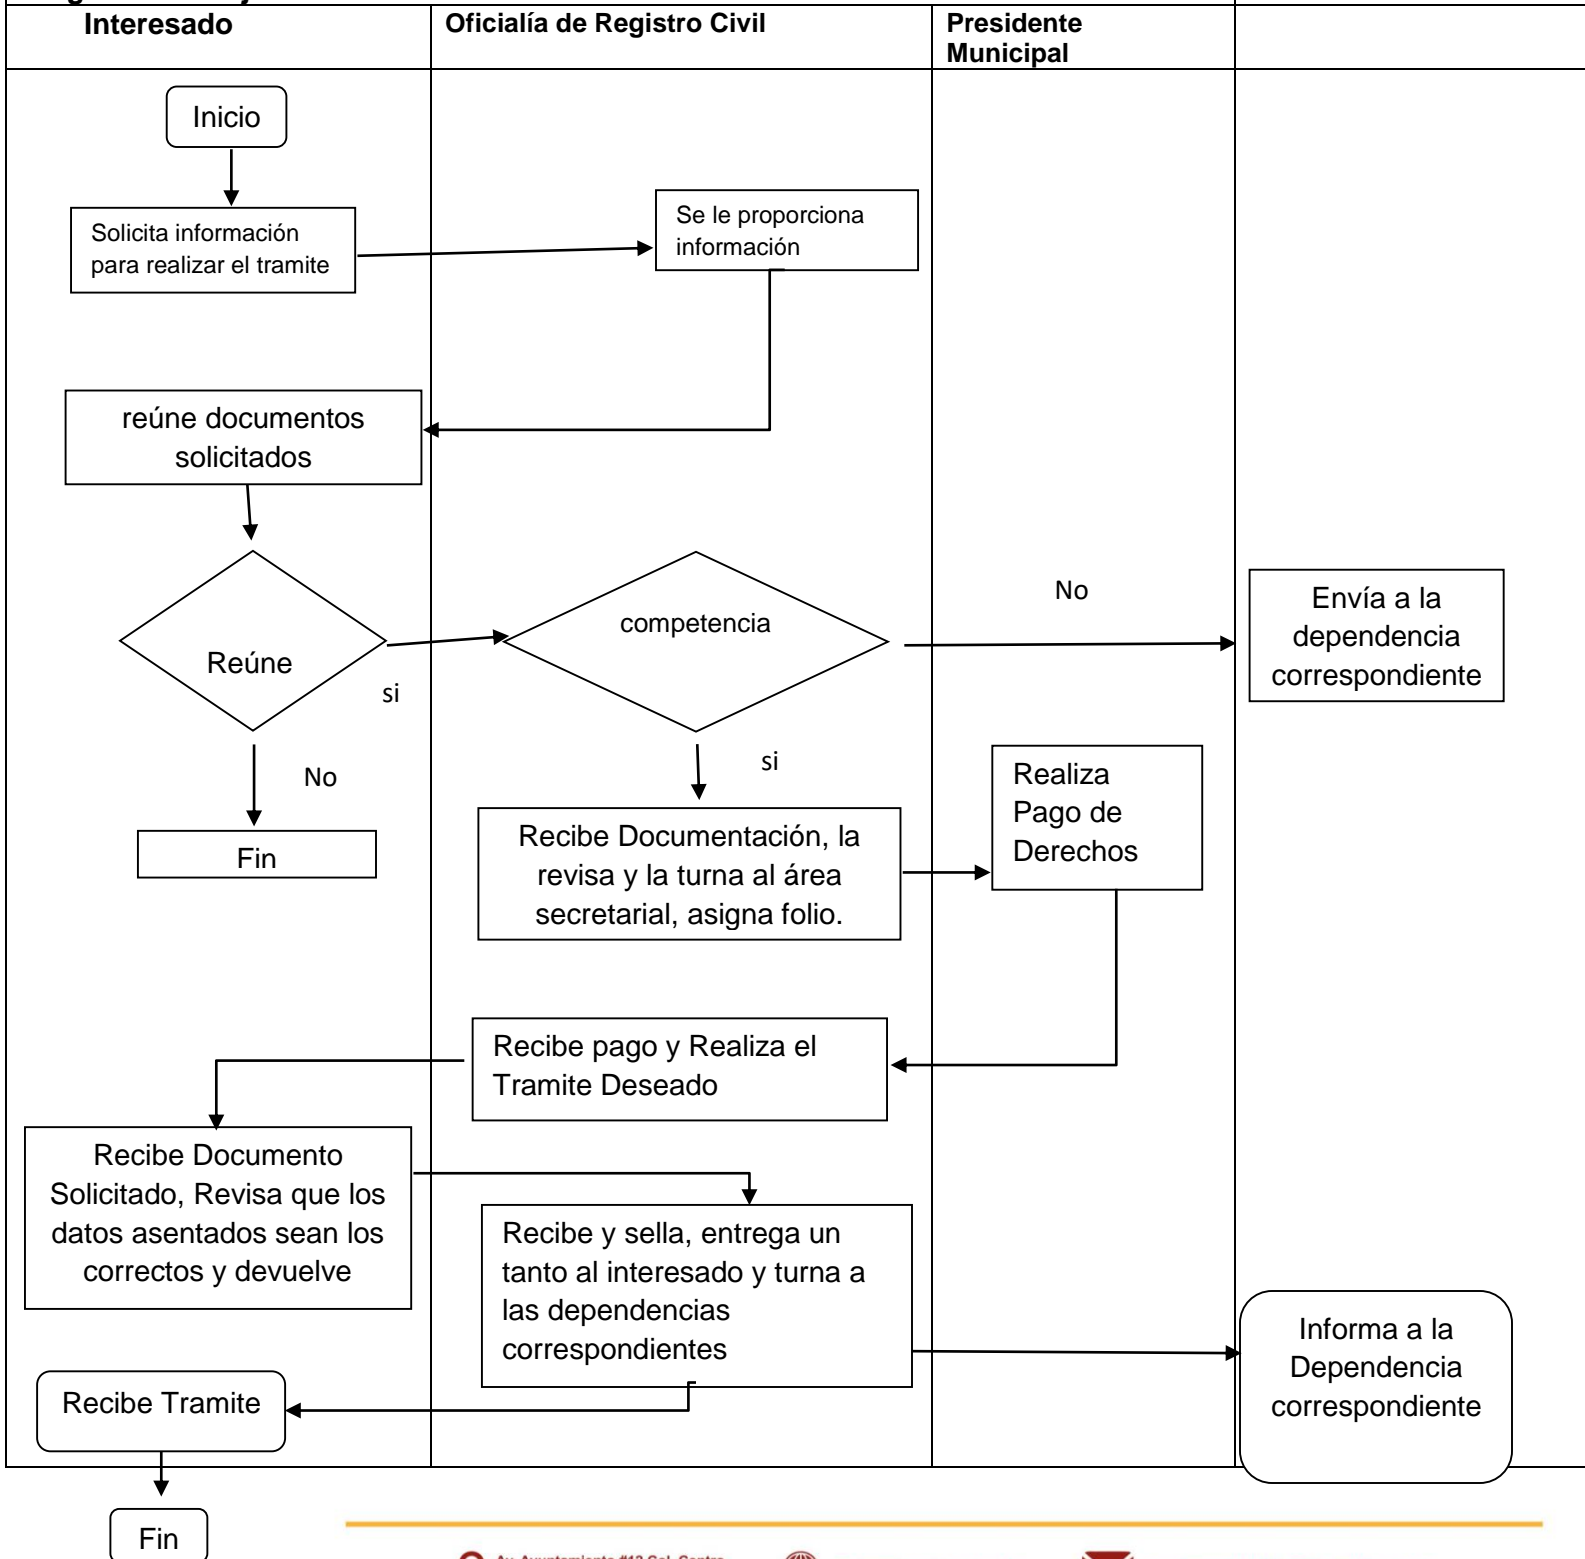 Interesado
Oficialía de Registro Civil
Presidente
Municipal
Inicio
Solicita información
para realizar el tramite
Se le proporciona
información
reúne documentos
solicitados
Reúne
si
No
Fin
competencia
No
si
Envía a la
dependencia
correspondiente
Recibe Documentación, la
revisa y la turna al área
secretarial, asigna folio.
Realiza
Pago de
Derechos
Recibe pago y Realiza el
Tramite Deseado
Recibe Documento
Solicitado, Revisa que los
datos asentados sean los
correctos y devuelve
Recibe y sella, entrega un
tanto al interesado y turna a
las dependencias
correspondientes
Informa a la
Dependencia
correspondiente
Recibe Tramite
Fin